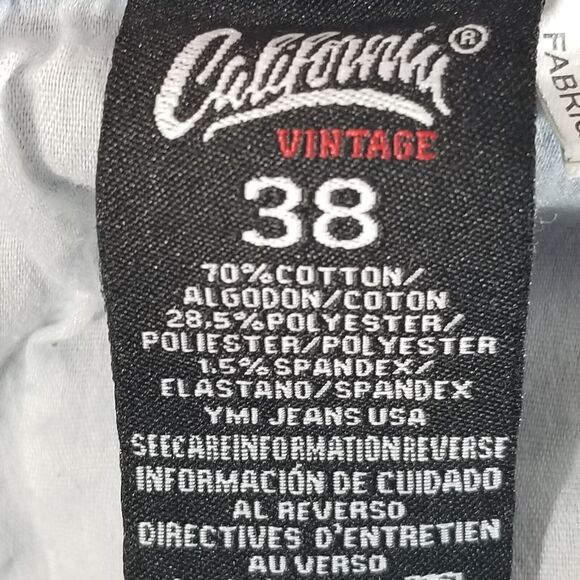 California®
VINTAGE
38
70%COTTON/
ALGODON/COTON
28.5%POLYESTER/
POLIESTER/POLYESTER
1.5%SPANDEX/
ELASTANO/SPANDEX
YMI JEANS USA
SEECAREINFORMATIONREVERSE
INFORMACIÓN DE CUIDADO
AL REVERSO
DIRECTIVES D'ENTRETIEN
AU VERSO
FABRIC